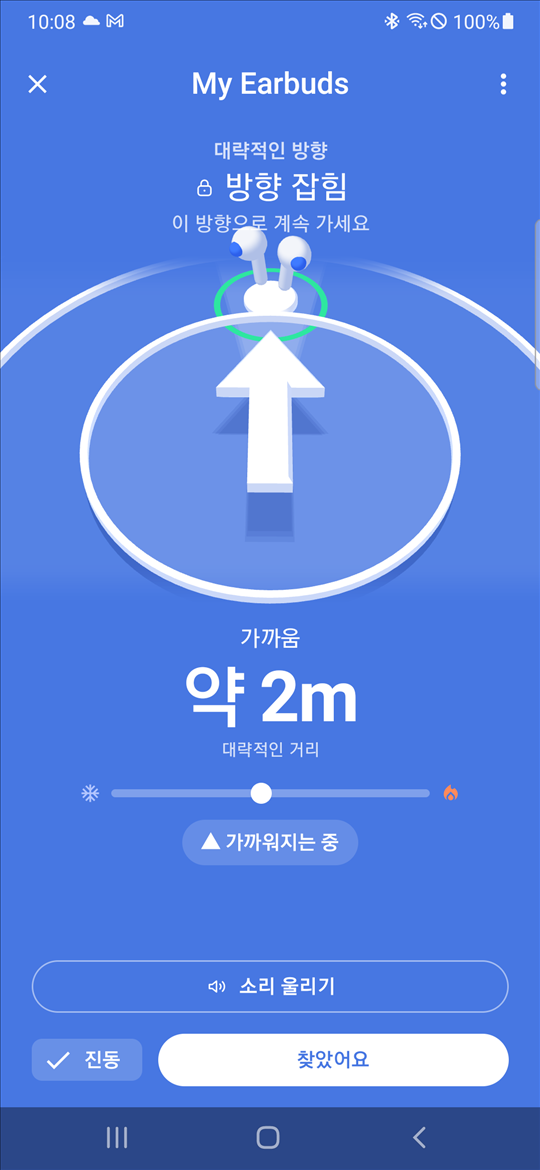 10:08 100%
My Earbuds
대략적인 방향
방향 잡힘
이 방향으로 계속 가세요
가까움
약 2m
대략적인 거리
가까워지는 중
소리 울리기
진동 찾았어요